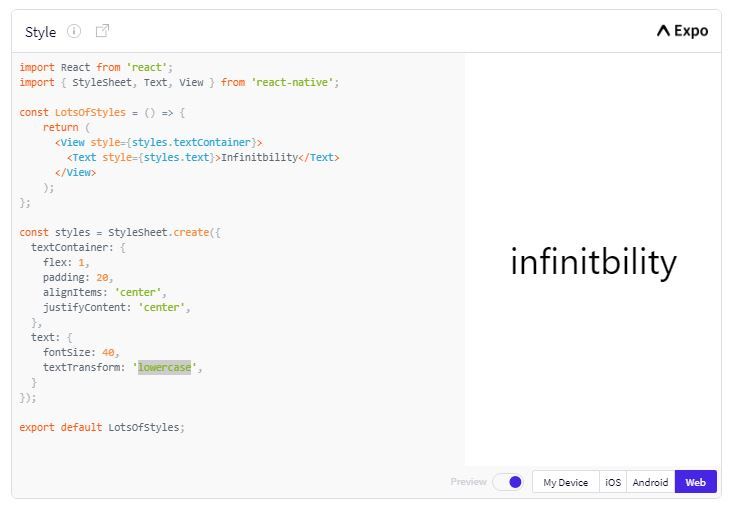 Style
Expo
import React from 'react';
import { StyleSheet, Text, View } from 'react-native';
const LotsOfStyles = () => {
return (
<View style={styles.textContainer}>
<Text style={styles.text}>Infinitbility</Text>
</View>
);
};
const styles = StyleSheet.create({
textContainer: {
flex: 1,
padding: 20,
alignItems: 'center',
justifyContent: 'center',
},
text: {
fontSize: 40,
textTransform: 'lowercase',
}
});
export default LotsOfStyles;
infinitbility
Preview
My Device
iOS
Android
Web